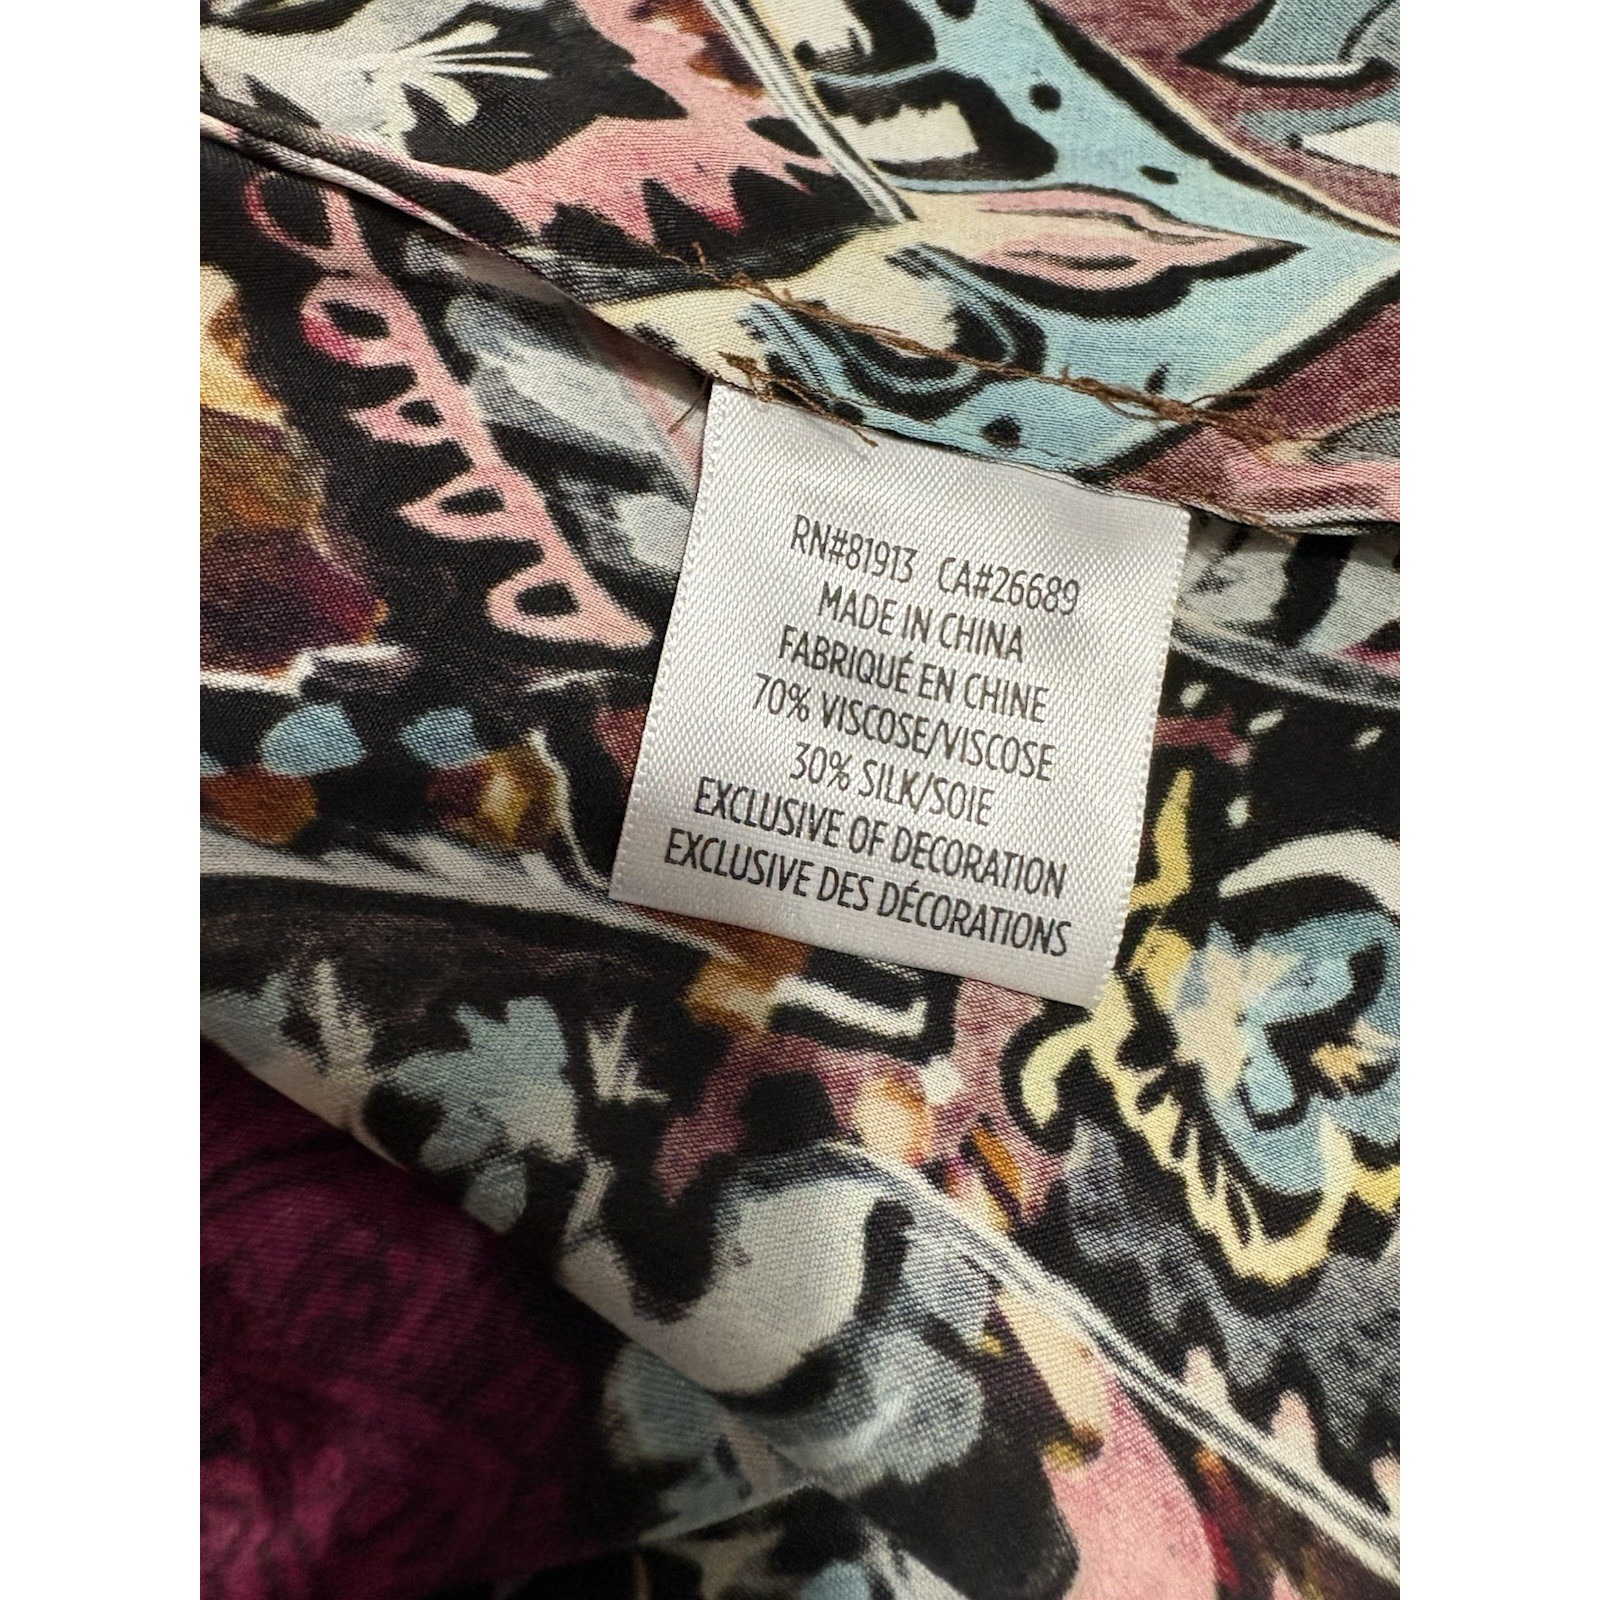 RN#81913 CA#26689
MADE IN CHINA
FABRIQUÉ EN CHINE
70% VISCOSE/VISCOSE
30% SILK/SOIE
EXCLUSIVE OF DECORATION
EXCLUSIVE DES DÉCORATIONS